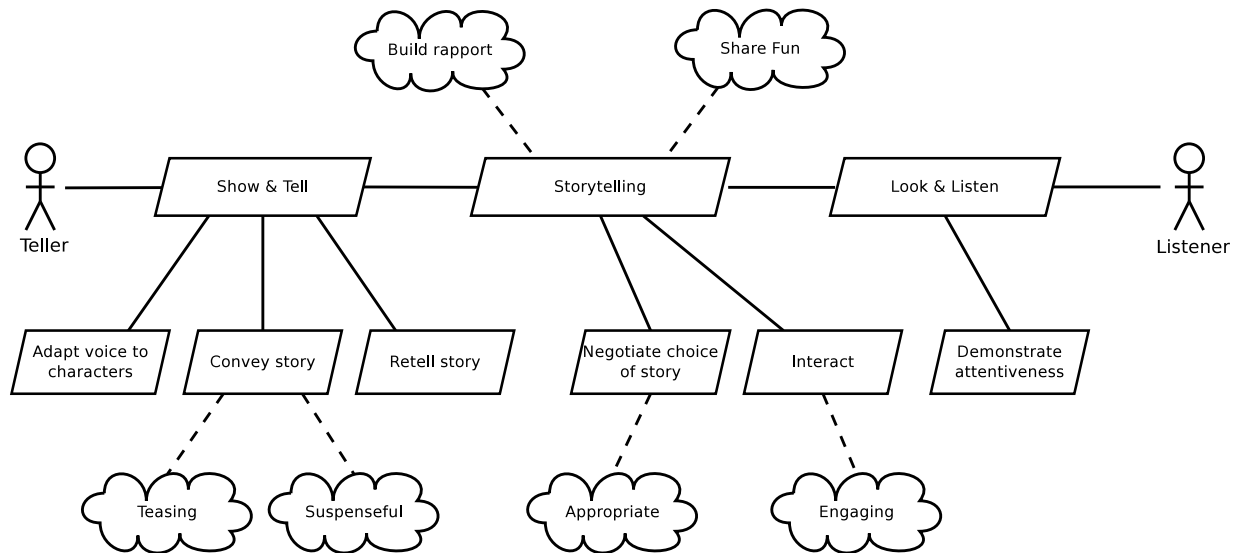 Build rapport
Share Fun
Show & Tell
Storytelling
Look & Listen
Teller
Listener
Adapt voice to
characters
Convey story
Retell story
Negotiate choice
of story
Interact
Demonstrate
attentiveness
Teasing
Suspenseful
Appropriate
Engaging